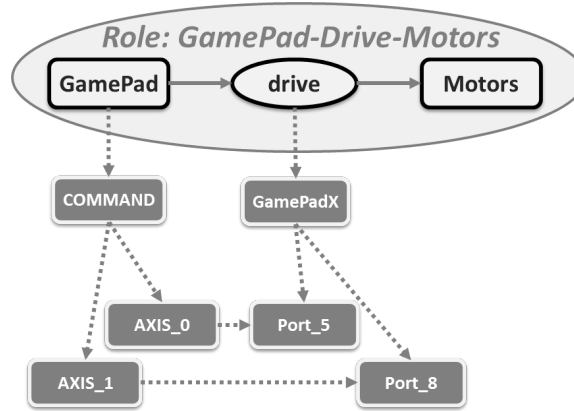 Role: GamePad-Drive-Motors
GamePad
drive
Motors
COMMAND
GamePadX
AXIS_0
Port_5
AXIS_1
Port_8